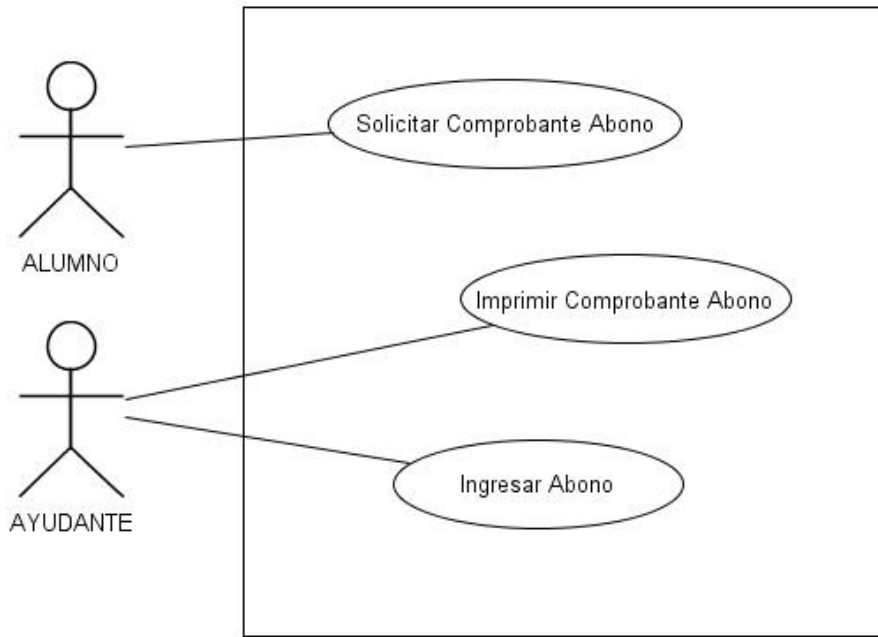 Solicitar Comprobante Abono
ALUMNO
Imprimir Comprobante Abono
Ingresar Abono
AYUDANTE